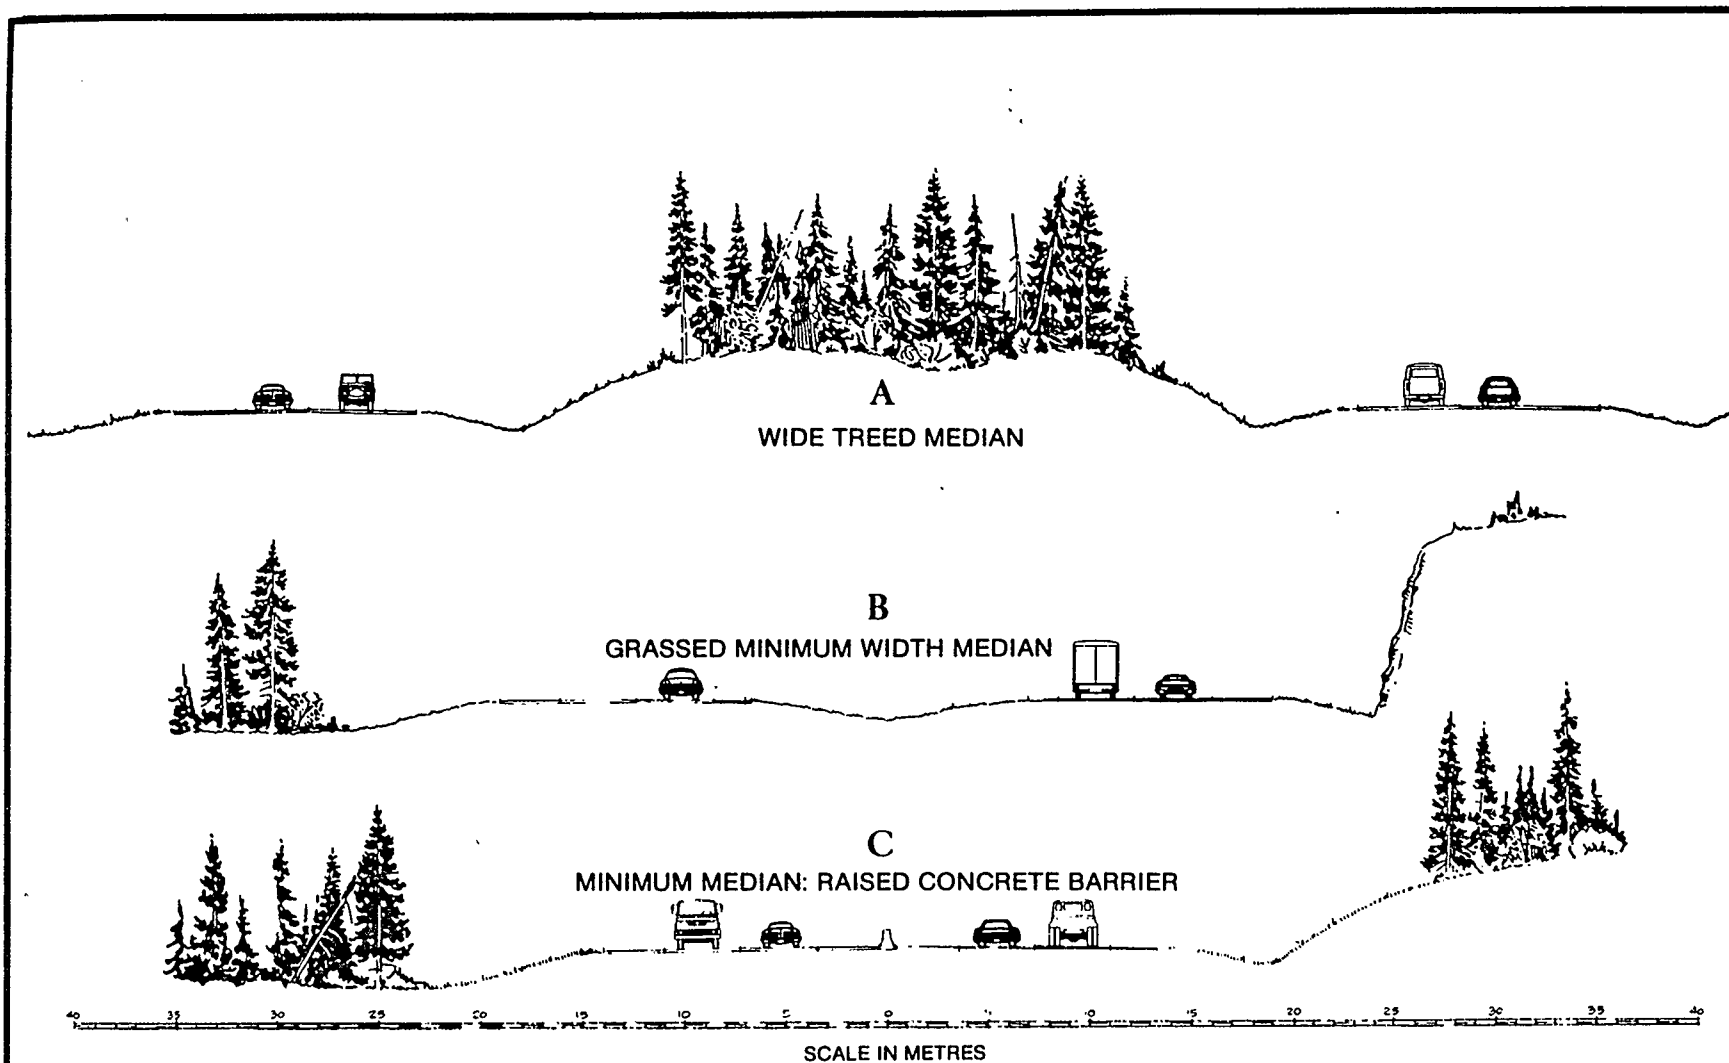 A
WIDE TREED MEDIAN
B
GRASSED MINIMUM WIDTH MEDIAN
C
MINIMUM MEDIAN: RAISED CONCRETE BARRIER
40 35 30 25 20 15 10 5 0 5 10 15 20 25 30 35 40
SCALE IN METRES